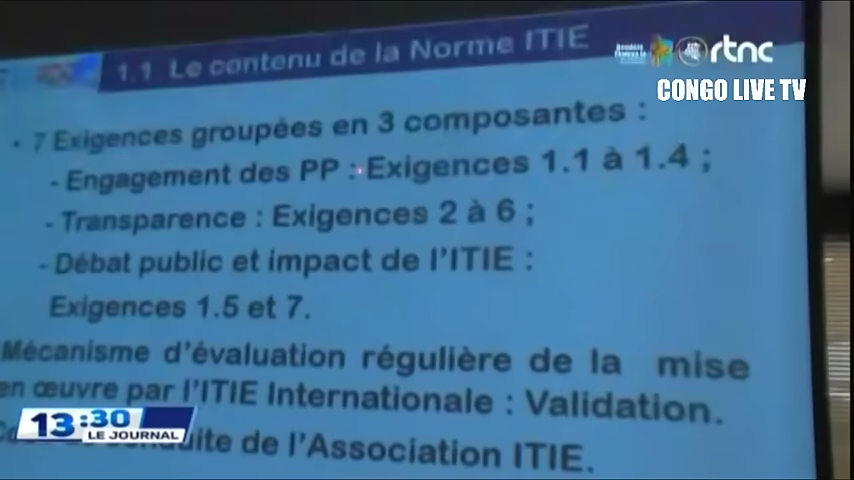 1.1 Le contenu de la Norme ITIE
rtnc
CONGO LIVE TV
• 7 Exigences groupées en 3 composantes :
- Engagement des PP : Exigences 1.1 à 1.4 ;
- Transparence : Exigences 2 à 6 ;
- Débat public et impact de l'ITIE :
Exigences 1.5 et 7.
Mécanisme d'évaluation régulière de la mise
en œuvre par l'ITIE Internationale : Validation.
de l'Association ITIE.
13:30
LE JOURNAL